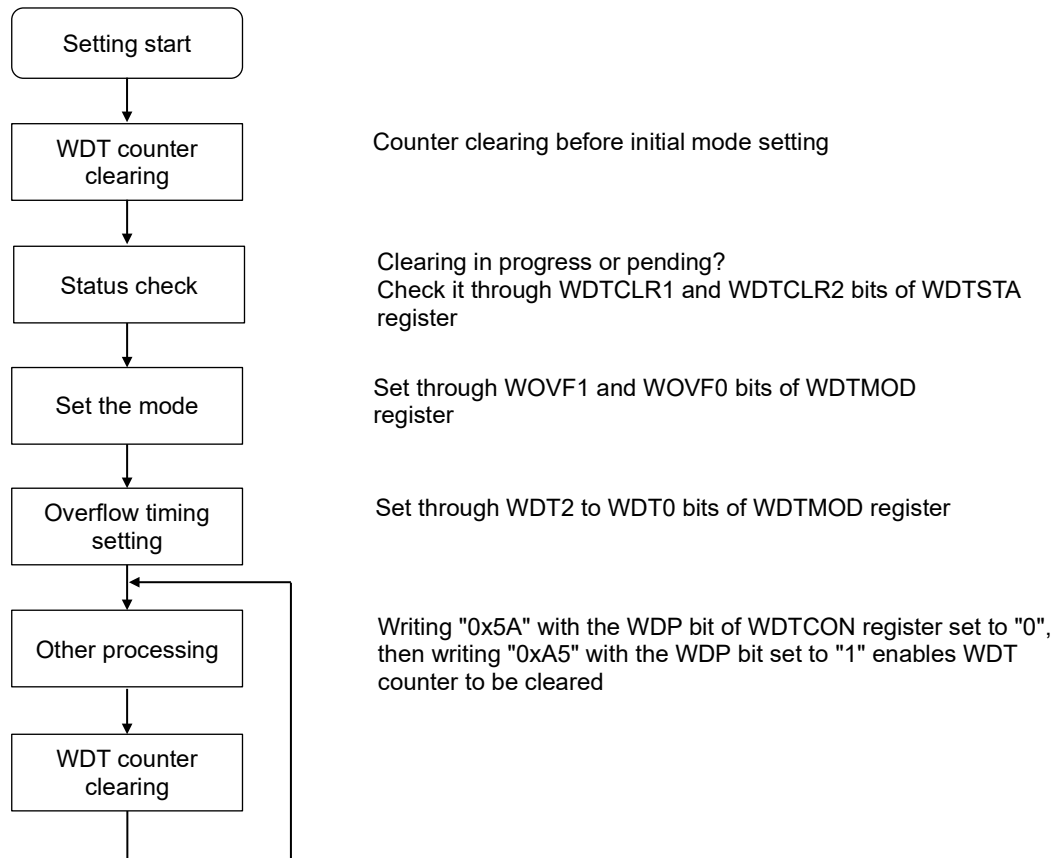 Setting start
WDT counter
clearing
Counter clearing before initial mode setting
Status check
Clearing in progress or pending?
Check it through WDTCLR1 and WDTCLR2 bits of WDTSTA
register
Set the mode
Set through WOVF1 and WOVF0 bits of WDTMOD
register
Overflow timing
setting
Set through WDT2 to WDT0 bits of WDTMOD register
Other processing
Writing "0x5A" with the WDP bit of WDTCON register set to "0",
then writing "0xA5" with the WDP bit set to "1" enables WDT
counter to be cleared
WDT counter
clearing